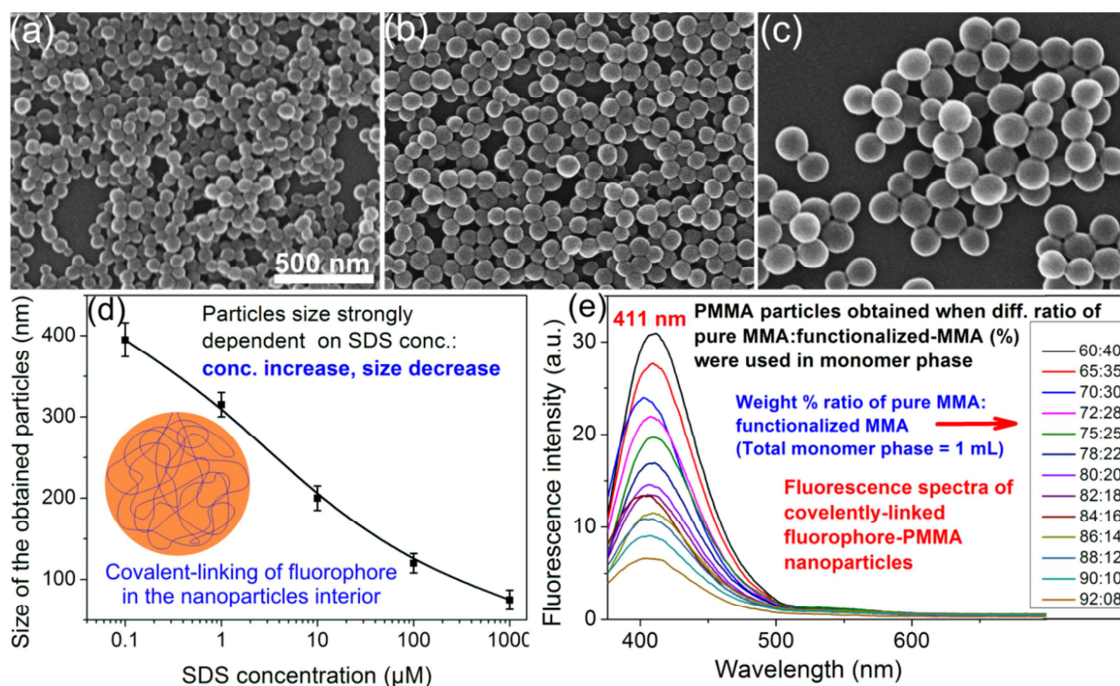 (a)
(b)
(c)
500 nm
(d)
Particles size strongly
dependent on SDS conc.:
conc. increase, size decrease
Covalent-linking of fluorophore
in the nanoparticles interior
Size of the obtained particles (nm)
400
300
200
100
0.1
1
10
100
1000
SDS concentration (µM)
(e)
411 nm
PMMA particles obtained when diff. ratio of
pure MMA:functionalized-MMA (%)
were used in monomer phase
Weight % ratio of pure MMA:
functionalized MMA
(Total monomer phase = 1 mL)
Fluorescence spectra of
covelently-linked
fluorophore-PMMA
nanoparticles
60:40
65:35
70:30
72:28
75:25
78:22
80:20
82:18
84:16
86:14
88:12
90:10
92:08
Fluorescence intensity (a.u.)
30
20
10
0
400
500
600
Wavelength (nm)